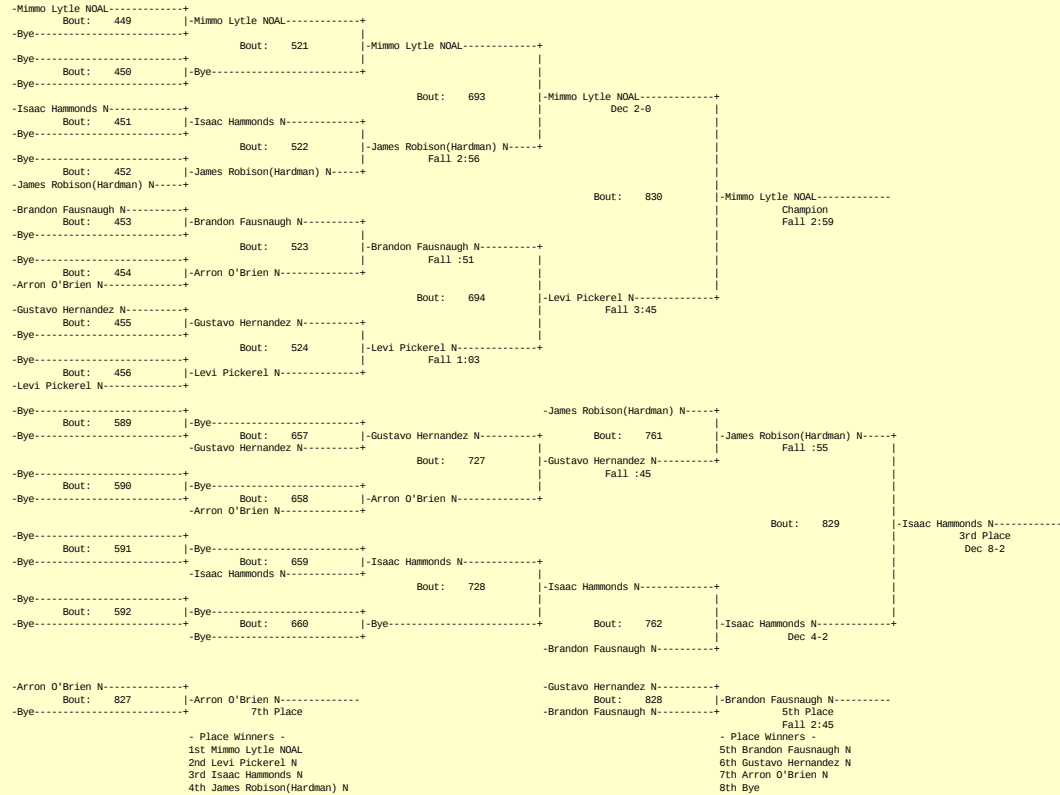 -Mimmo Lytle NOAL-------------+
Bout: 449 |-Mimmo Lytle NOAL-------------+
-Bye--------------------------+ |
Bout: 521 |-Mimmo Lytle NOAL-------------+
-Bye--------------------------+ | |
Bout: 450 |-Bye--------------------------+ |
-Bye--------------------------+ |
Bout: 693 |-Mimmo Lytle NOAL-------------+
-Isaac Hammonds N-------------+ | Dec 2-0 |
Bout: 451 |-Isaac Hammonds N-------------+ | |
-Bye--------------------------+ | | |
Bout: 522 |-James Robison(Hardman) N-----+ |
-Bye--------------------------+ | Fall 2:56 |
Bout: 452 |-James Robison(Hardman) N-----+ |
-James Robison(Hardman) N-----+ |
Bout: 830 |-Mimmo Lytle NOAL-------------
-Brandon Fausnaugh N----------+ | Champion
Bout: 453 |-Brandon Fausnaugh N----------+ | Fall 2:59
-Bye--------------------------+ | |
Bout: 523 |-Brandon Fausnaugh N----------+ |
-Bye--------------------------+ | Fall :51 | |
Bout: 454 |-Arron O'Brien N--------------+ | |
-Arron O'Brien N--------------+ | |
Bout: 694 |-Levi Pickerel N--------------+
-Gustavo Hernandez N----------+ | Fall 3:45
Bout: 455 |-Gustavo Hernandez N----------+ |
-Bye--------------------------+ | |
Bout: 524 |-Levi Pickerel N--------------+
-Bye--------------------------+ | Fall 1:03
Bout: 456 |-Levi Pickerel N--------------+
-Levi Pickerel N--------------+
-Bye--------------------------+ -James Robison(Hardman) N-----+
Bout: 589 |-Bye--------------------------+ |
-Bye--------------------------+ Bout: 657 |-Gustavo Hernandez N----------+ Bout: 761 |-James Robison(Hardman) N-----+
-Gustavo Hernandez N----------+ | | Fall :55 |
Bout: 727 |-Gustavo Hernandez N----------+ |
-Bye--------------------------+ | Fall :45 |
Bout: 590 |-Bye--------------------------+ | |
-Bye--------------------------+ Bout: 658 |-Arron O'Brien N--------------+ |
-Arron O'Brien N--------------+ |
Bout: 829 |-Isaac Hammonds N------------
-Bye--------------------------+ | 3rd Place
Bout: 591 |-Bye--------------------------+ | Dec 8-2
-Bye--------------------------+ Bout: 659 |-Isaac Hammonds N-------------+ |
-Isaac Hammonds N-------------+ | |
Bout: 728 |-Isaac Hammonds N-------------+ |
-Bye--------------------------+ | | |
Bout: 592 |-Bye--------------------------+ | | |
-Bye--------------------------+ Bout: 660 |-Bye--------------------------+ Bout: 762 |-Isaac Hammonds N-------------+
-Bye--------------------------+ | Dec 4-2
-Brandon Fausnaugh N----------+
-Arron O'Brien N--------------+ -Gustavo Hernandez N----------+
Bout: 827 |-Arron O'Brien N-------------- Bout: 828 |-Brandon Fausnaugh N----------
-Bye--------------------------+ 7th Place -Brandon Fausnaugh N----------+ 5th Place
Fall 2:45
- Place Winners - - Place Winners -
1st Mimmo Lytle NOAL 5th Brandon Fausnaugh N
2nd Levi Pickerel N 6th Gustavo Hernandez N
3rd Isaac Hammonds N 7th Arron O'Brien N
4th James Robison(Hardman) N 8th Bye